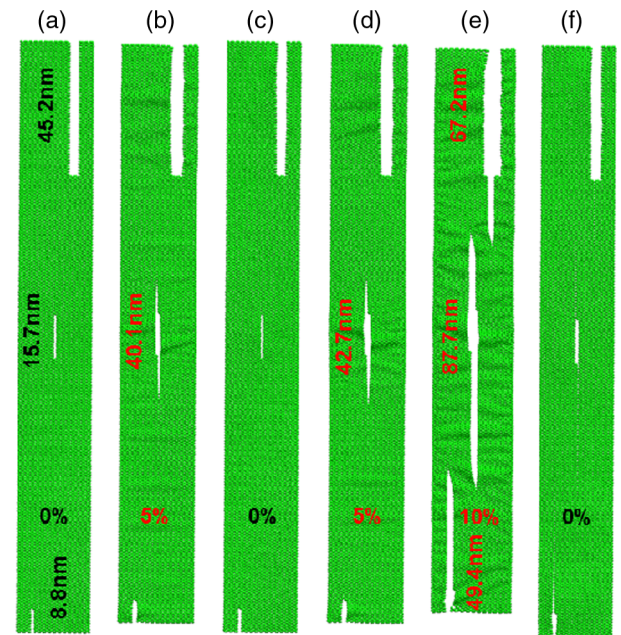 (a) (b) (c) (d) (e) (f)
45.2nm
67.2nm
15.7nm
40.1nm
42.7nm
87.7nm
0% 5% 0% 5% 10% 0%
8.8nm
49.4nm